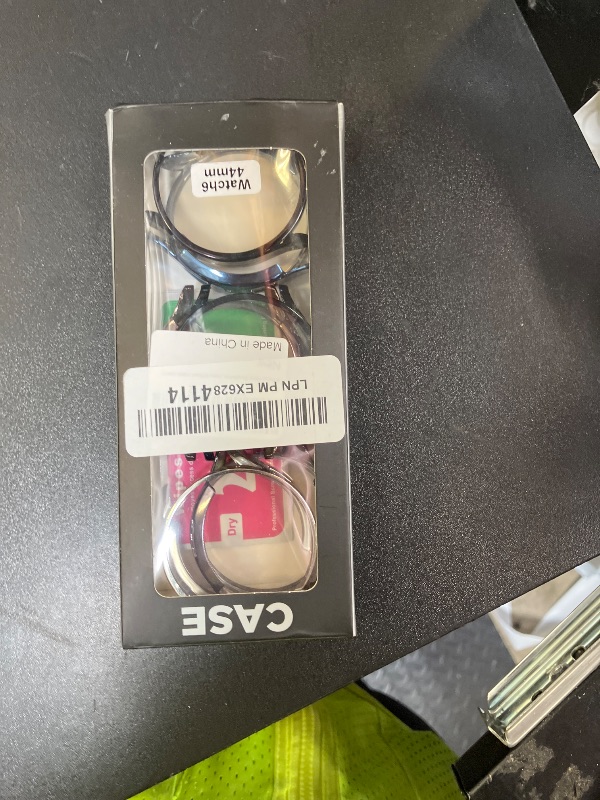 CASE
LPN PM EX6284114
Made in China
Watch6
44mm
Dry